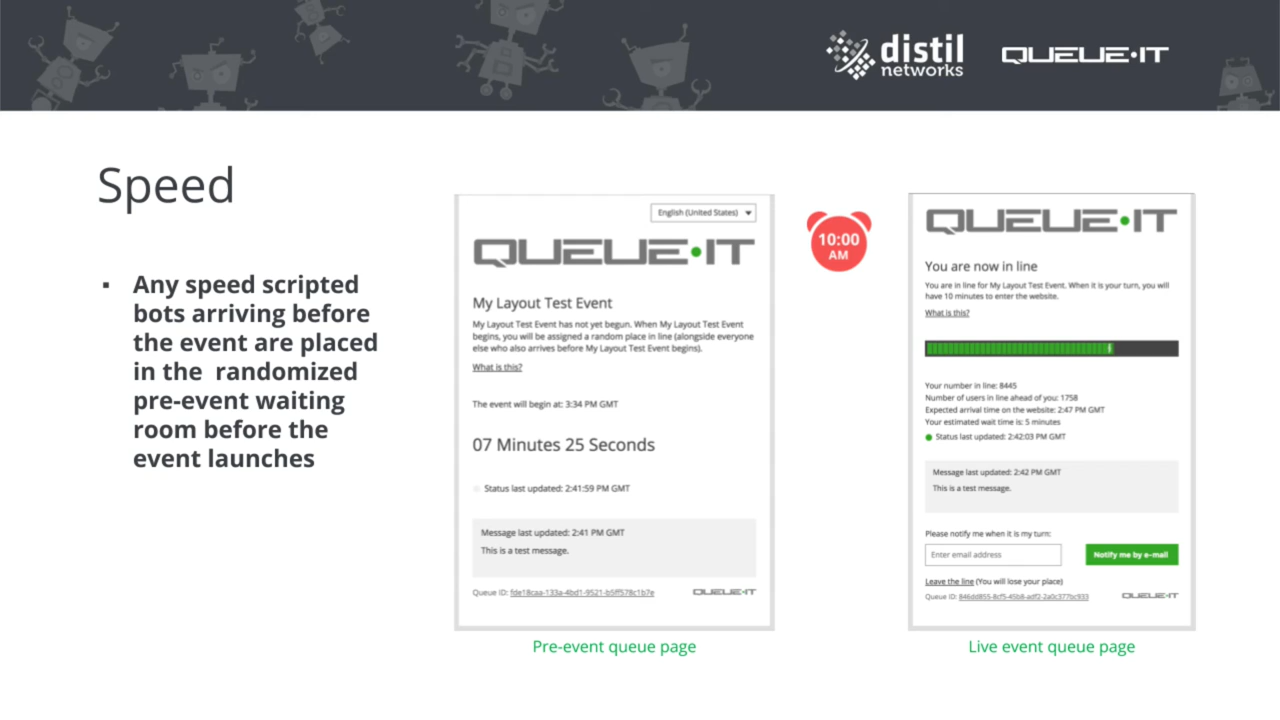 distil
networks
QUEUE•IT
Speed
▪ Any speed scripted
bots arriving before
the event are placed
in the randomized
pre-event waiting
room before the
event launches
English (United States)
QUEUE•IT
My Layout Test Event
My Layout Test Event has not yet begun. When My Layout Test Event
begins, you will be assigned a random place in line (alongside everyone
else who also arrives before My Layout Test Event begins).
What is this?
The event will begin at: 3:34 PM GMT
07 Minutes 25 Seconds
Status last updated: 2:41:59 PM GMT
Message last updated: 2:41 PM GMT
This is a test message.
Queue ID: fde18caa-133a-4bd1-9521-b5ff578c1b7e
QUEUE•IT
Pre-event queue page
10:00
AM
QUEUE•IT
You are now in line
You are in line for My Layout Test Event. When it is your turn, you will
have 10 minutes to enter the website.
What is this?
Your number in line: 8445
Number of users in line ahead of you: 1758
Expected arrival time on the website: 2:47 PM GMT
Your estimated wait time is: 5 minutes
Status last updated: 2:42:03 PM GMT
Message last updated: 2:42 PM GMT
This is a test message.
Please notify me when it is my turn:
Enter email address
Notify me by e-mail
Leave the line (You will lose your place)
Queue ID: 846dd855-8cf5-45b8-adf2-2a0c377bc933
QUEUE•IT
Live event queue page